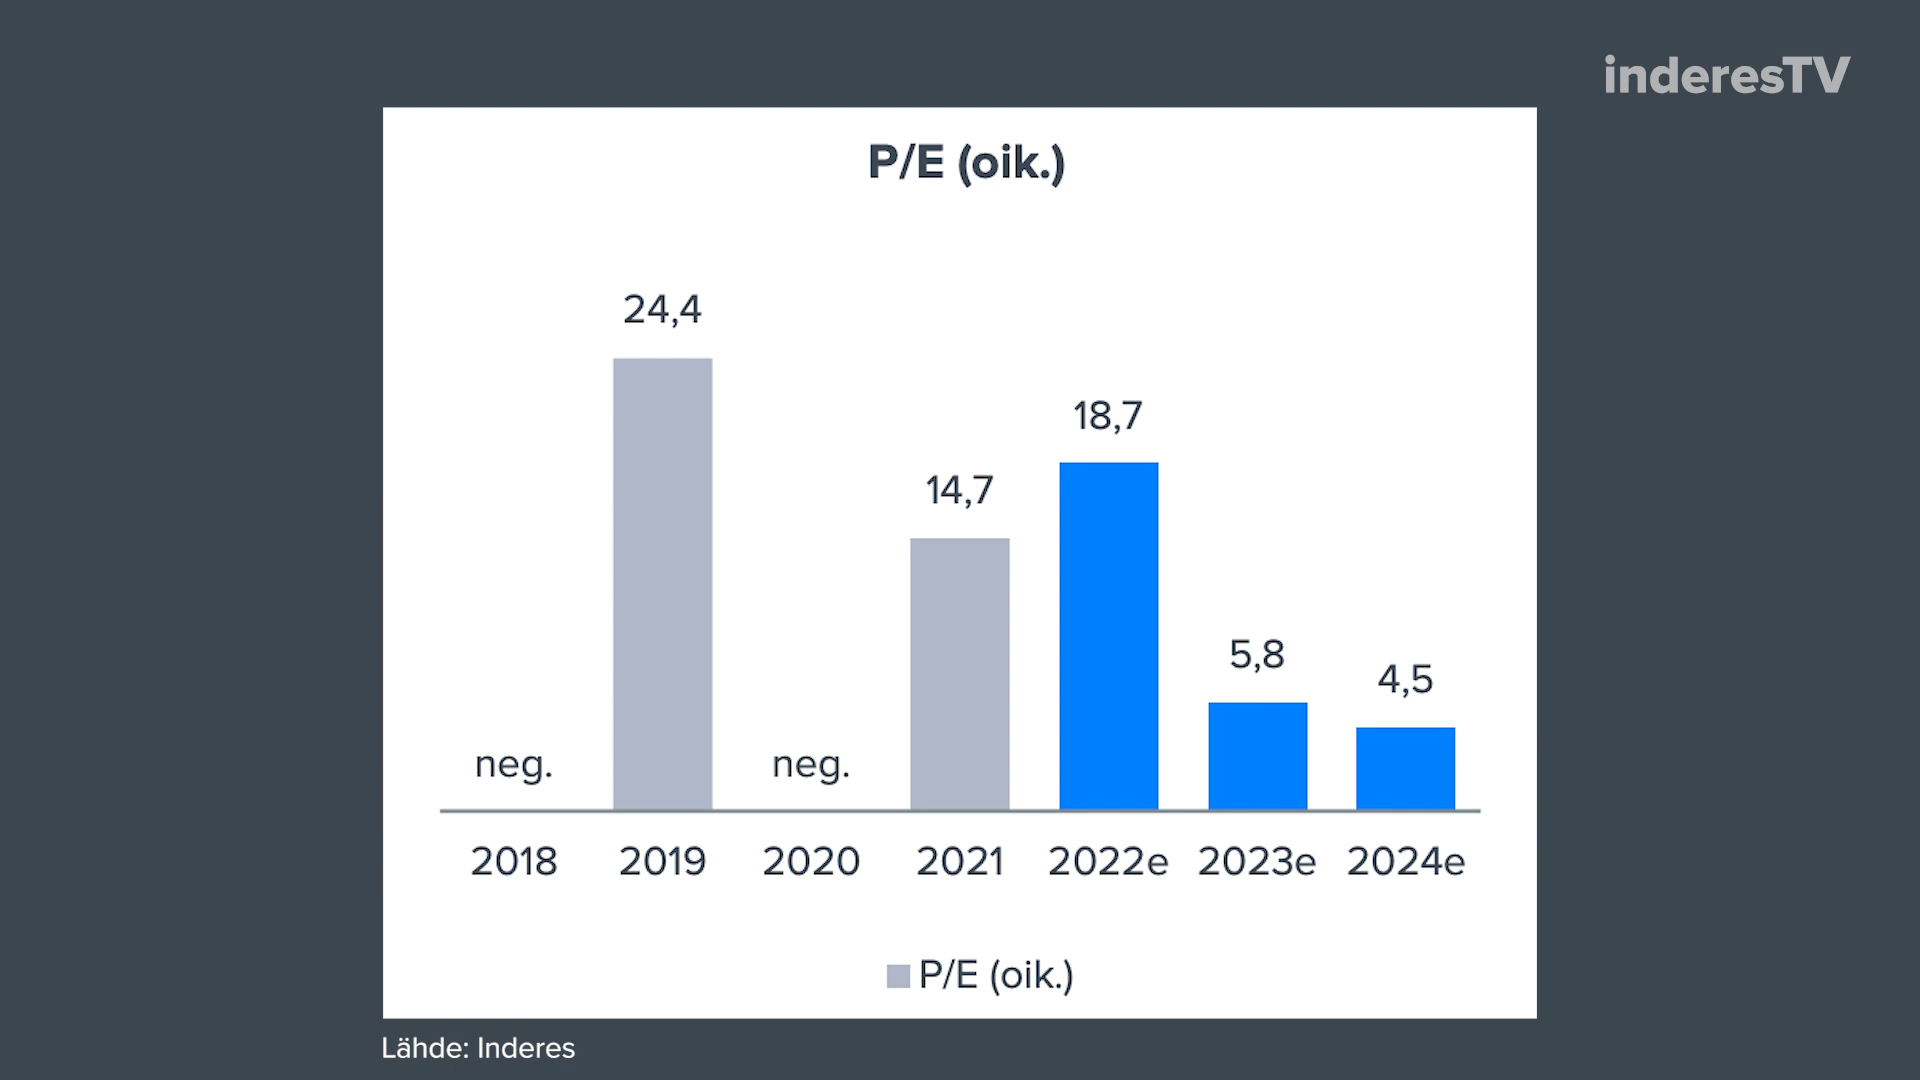 inderesTV
P/E (oik.)
24,4
18,7
14,7
5,8
4,5
neg.
neg.
2018 2019 2020 2021 2022e 2023e 2024e
P/E (oik.)
Lähde: Inderes